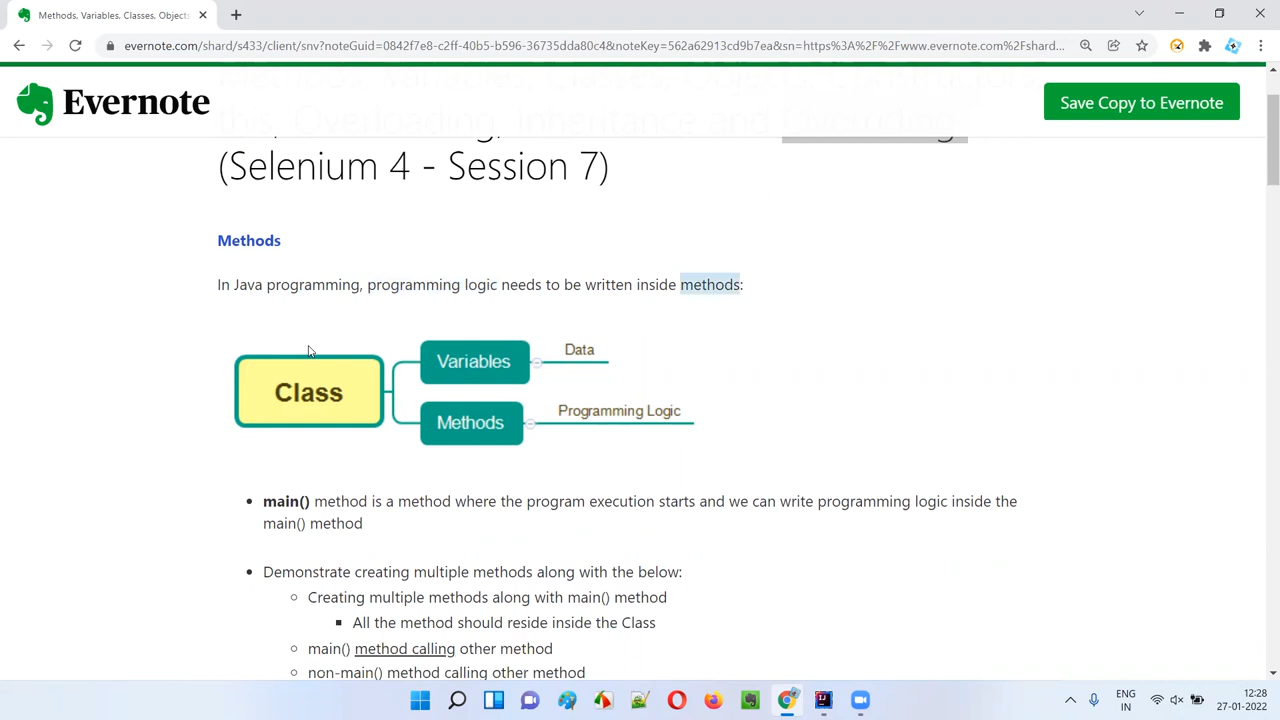 Methods, Variables, Classes, Objects
evernote.com/shard/s433/client/snv?noteGuid=0842f7e8-c2ff-40b5-b596-36735dda80c4&noteKey=562a62913cd9b7ea&sn=https%3A%2F%2Fwww.evernote.com%2Fshard...
Evernote
Save Copy to Evernote
this, Overloading, Inheritance and
(Selenium 4 - Session 7)
Methods
In Java programming, programming logic needs to be written inside methods:
Class
Variables
Data
Methods
Programming Logic
• main() method is a method where the program execution starts and we can write programming logic inside the
main() method
• Demonstrate creating multiple methods along with the below:
○ Creating multiple methods along with main() method
▪ All the method should reside inside the Class
○ main() method calling other method
○ non-main() method calling other method
ENG
IN
12:28
27-01-2022